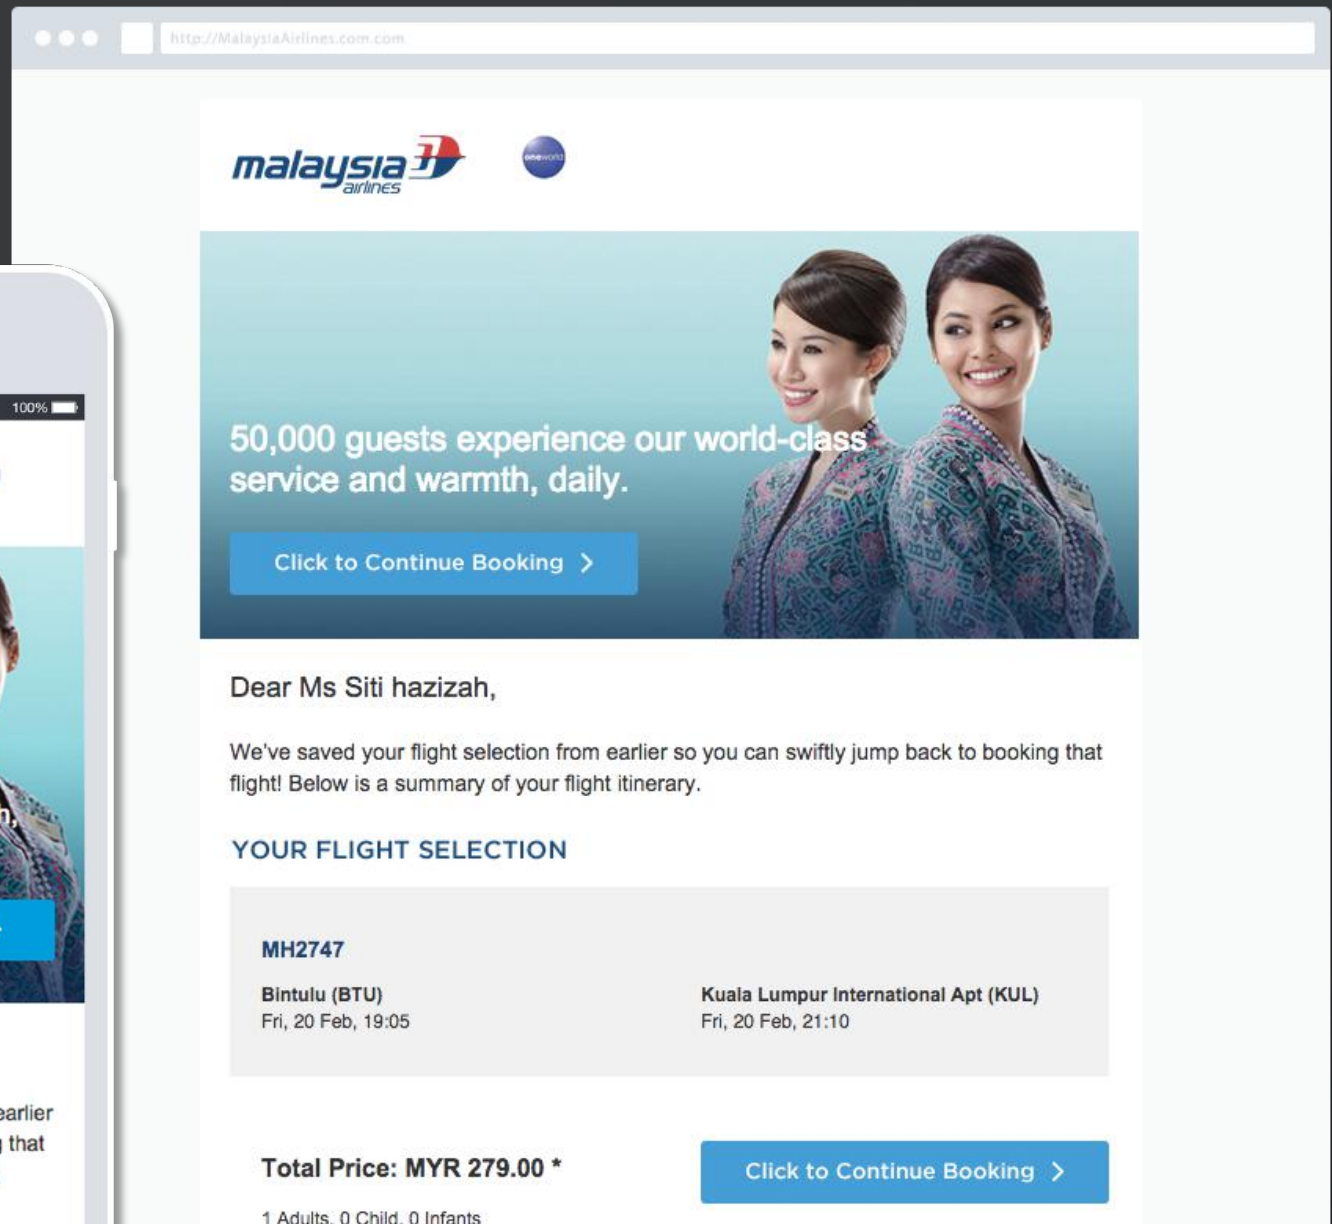 http://MalaysiaAirlines.com.com
malaysia
airlines
oneworld
50,000 guests experience our world-class
service and warmth, daily.
Click to Continue Booking >
Dear Ms Siti hazizah,
We've saved your flight selection from earlier so you can swiftly jump back to booking that
flight! Below is a summary of your flight itinerary.
YOUR FLIGHT SELECTION
MH2747
Bintulu (BTU)
Fri, 20 Feb, 19:05
Kuala Lumpur International Apt (KUL)
Fri, 20 Feb, 21:10
Total Price: MYR 279.00 *
Click to Continue Booking >
1 Adults, 0 Child, 0 Infants
100%
earlier
that